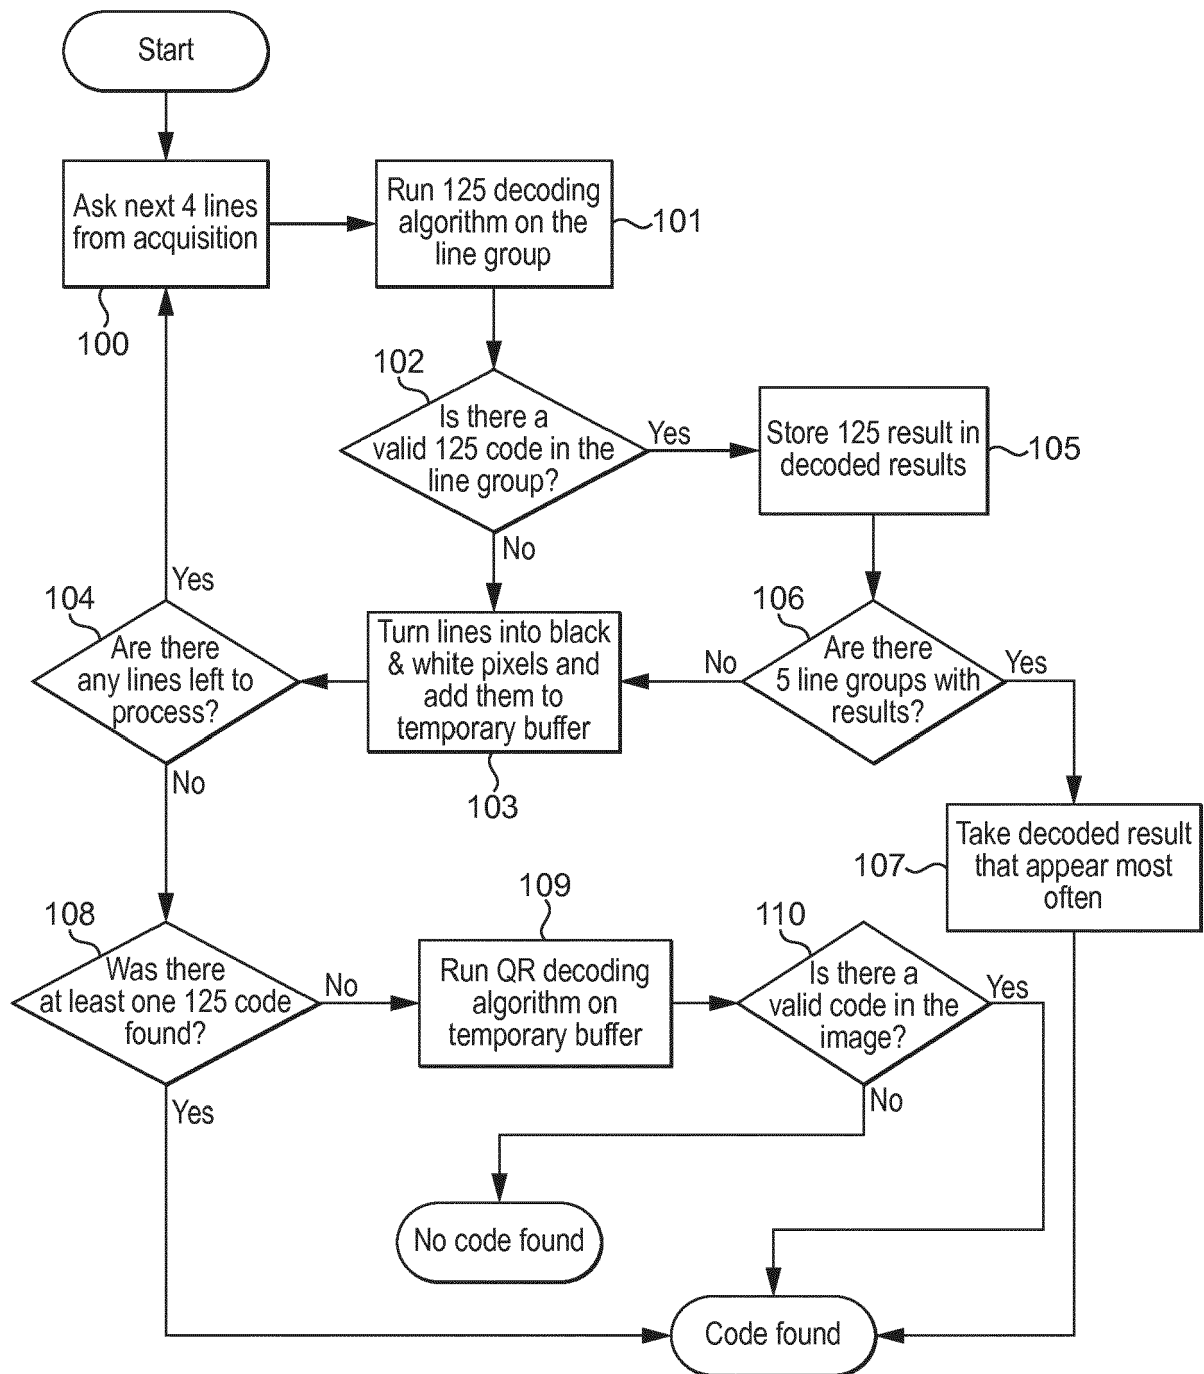 Start
Ask next 4 lines
from acquisition
100
Run 125 decoding
algorithm on the
line group
101
102
Is there a
valid 125 code in the
line group?
Yes
No
Store 125 result in
decoded results
105
104
Yes
Are there
any lines left to
process?
No
Turn lines into black
& white pixels and
add them to
temporary buffer
103
106
No
Are there
5 line groups with
results?
Yes
107
Take decoded result
that appear most
often
108
Was there
at least one 125 code
found?
No
Yes
109
Run QR decoding
algorithm on
temporary buffer
110
Is there a
valid code in the
image?
Yes
No
No code found
Code found